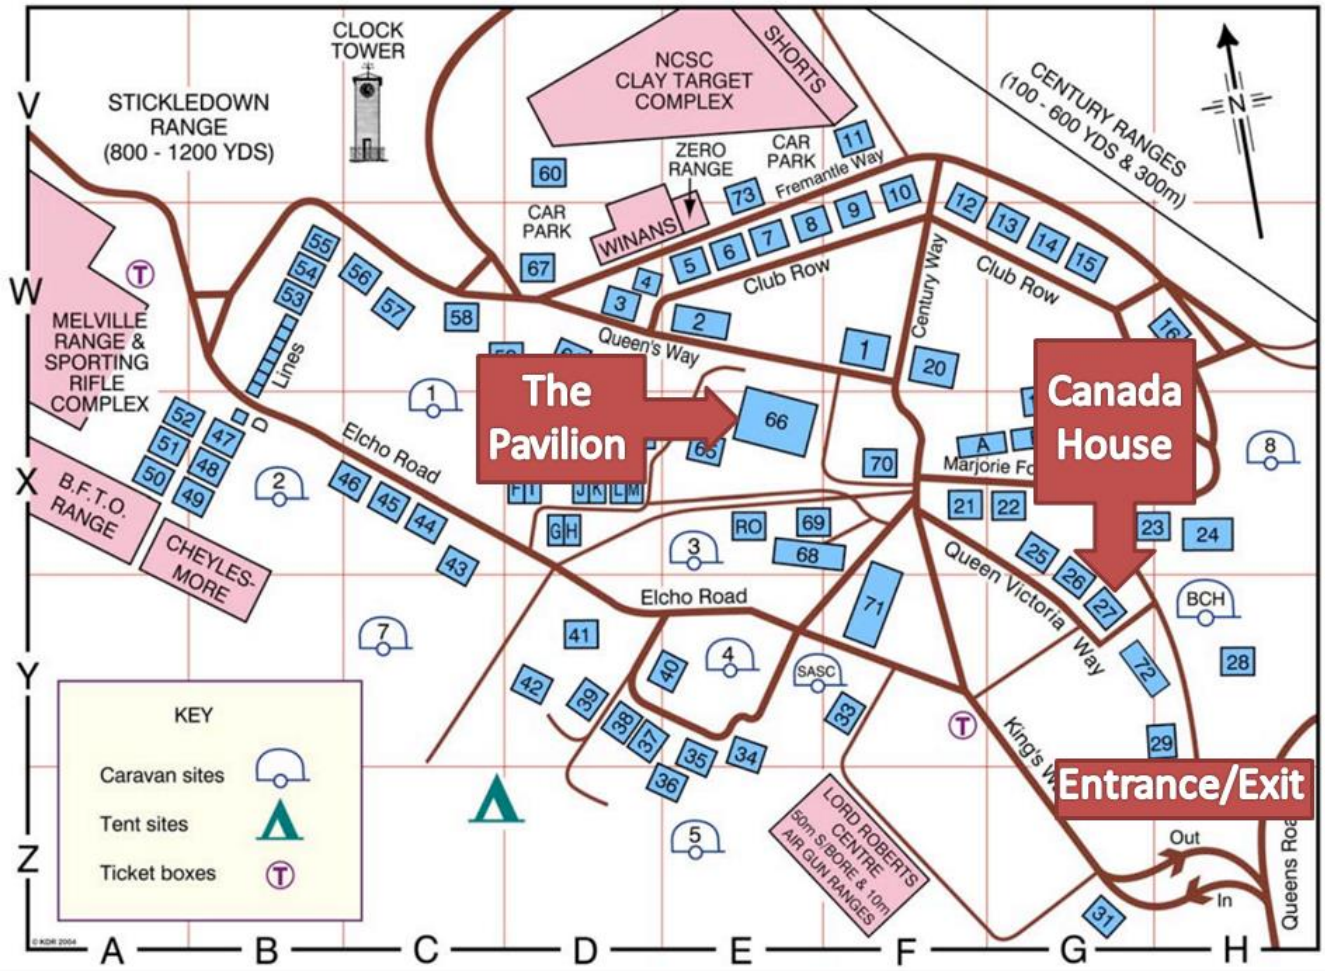 CLOCK
TOWER
STICKLEDOWN
RANGE
(800 - 1200 YDS)
NCSC
CLAY TARGET
COMPLEX
SHORTS
CENTURY RANGES
(100 - 600 YDS & 300m)
N
V
W
X
Y
Z
ZERO
RANGE
CAR
PARK
11
Fremantle Way
60
73
CAR
PARK
WINANS
67
10
9
8
7
6
5
4
3
2
Club Row
12
13
14
15
Club Row
Century Way
16
T
MELVILLE
RANGE &
SPORTING
RIFLE
COMPLEX
55
54
53
56
57
58
Lines
D
Queen's Way
1
20
The
Pavilion
66
Canada
House
52
51
50
47
48
49
B.F.T.O.
RANGE
CHEYLES-
MORE
1
2
Elcho Road
46
45
44
43
F I
J K L M
G H
65
70
A
Marjorie
21
22
23
24
8
RO
69
68
3
71
25
26
27
Queen Victoria
Way
BCH
28
72
29
7
Elcho Road
41
42
40
39
38
37
36
35
34
4
SASC
33
T
King's
Entrance/Exit
5
LORD ROBERTS
CENTRE
50m S/BORE & 10m
AIR GUN RANGES
Out
In
31
Queens
KEY
Caravan sites
Tent sites
Ticket boxes
T
© KDR 2004
A
B
C
D
E
F
G
H